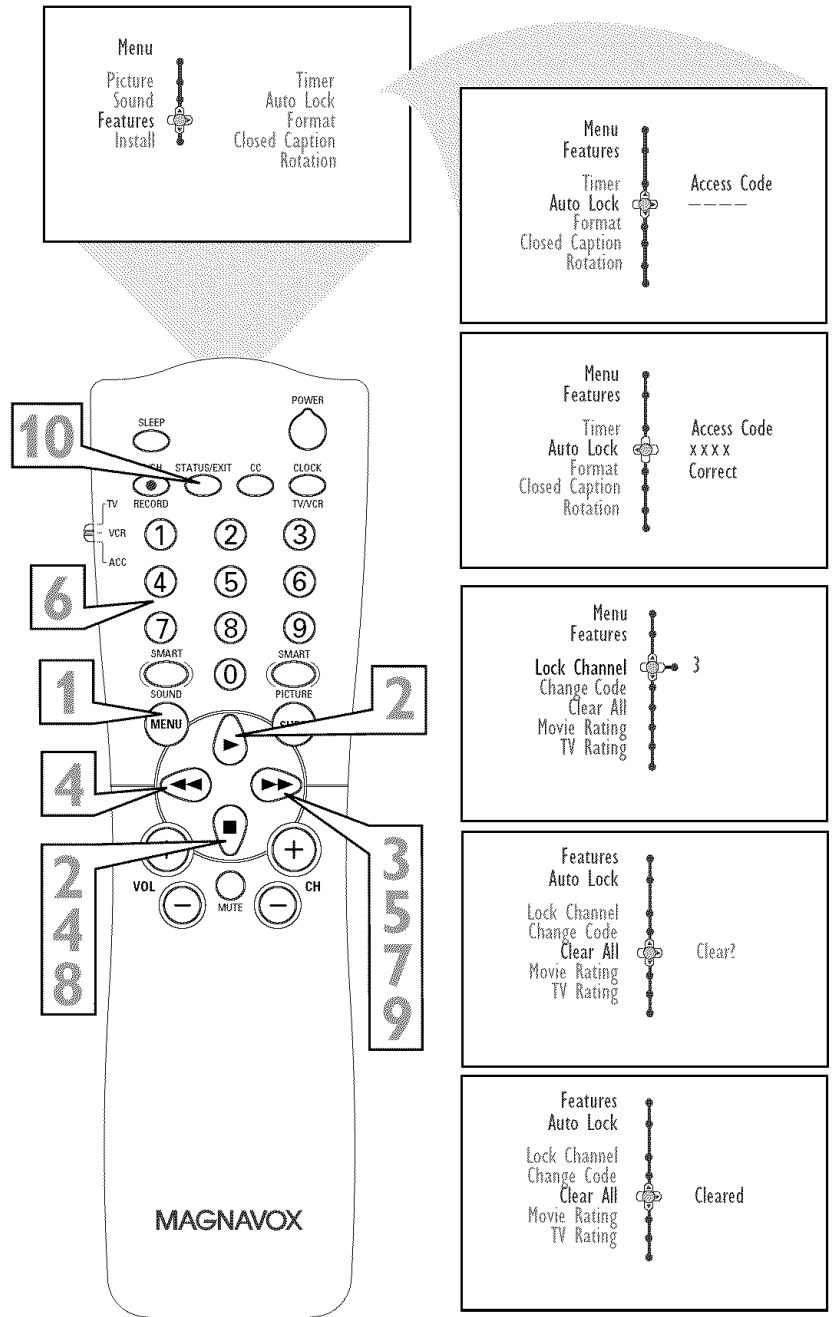 Menu
Picture
Sound
Features
Install
Timer
Auto Lock
Format
Closed Caption
Rotation
Menu
Features
Timer
Auto Lock
Format
Closed Caption
Rotation
Access Code
– – – –
Menu
Features
Timer
Auto Lock
Format
Closed Caption
Rotation
Access Code
x x x x
Correct
Menu
Features
Lock Channel
Change Code
Clear All
Movie Rating
TV Rating
3
Features
Auto Lock
Lock Channel
Change Code
Clear All
Movie Rating
TV Rating
Clear?
Features
Auto Lock
Lock Channel
Change Code
Clear All
Movie Rating
TV Rating
Cleared
POWER
SLEEP
10
STATUS/EXIT
CC
CLOCK
RECORD
TV/VCR
TV
VCR
ACC
1
2
3
4
5
6
6
7
8
9
SMART
SMART
0
SOUND
PICTURE
1
MENU
2
4
2
4
8
3
5
7
9
VOL
MUTE
CH
MAGNAVOX